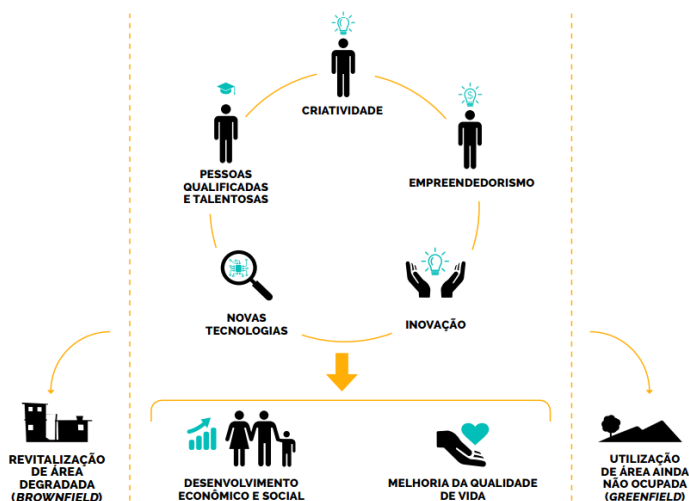 CRIATIVIDADE
PESSOAS
QUALIFICADAS
E TALENTOSAS
EMPREENDEDORISMO
NOVAS
TECNOLOGIAS
INOVAÇÃO
REVITALIZAÇÃO
DE ÁREA
DEGRADADA
(BROWNFIELD)
DESENVOLVIMENTO
ECONÔMICO E SOCIAL
MELHORIA DA QUALIDADE
DE VIDA
UTILIZAÇÃO
DE ÁREA AINDA
NÃO OCUPADA
(GREENFIELD)